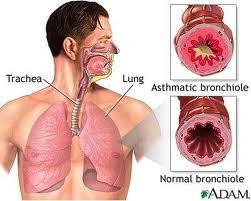 Trachea
Lung
Asthmatic bronchiole
Normal bronchiole
ADAM.